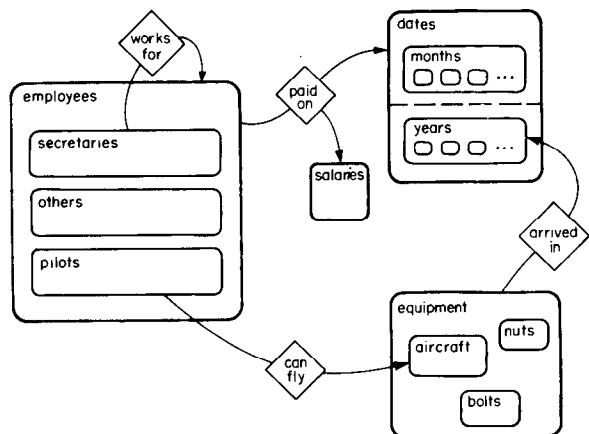 works
for
employees
secretaries
others
pilots
paid
on
dates
months
...
years
...
salaries
arrived
in
equipment
nuts
aircraft
bolts
can
fly